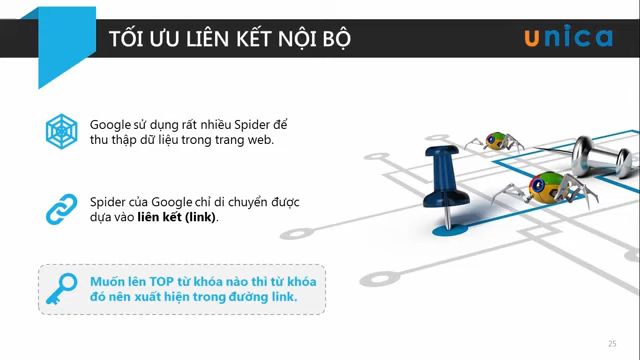 TỐI ƯU LIÊN KẾT NỘI BỘ
unica
Google sử dụng rất nhiều Spider để
thu thập dữ liệu trong trang web.
Spider của Google chỉ di chuyển được
dựa vào liên kết (link).
Muốn lên TOP từ khóa nào thì từ khóa
đó nên xuất hiện trong đường link.
25